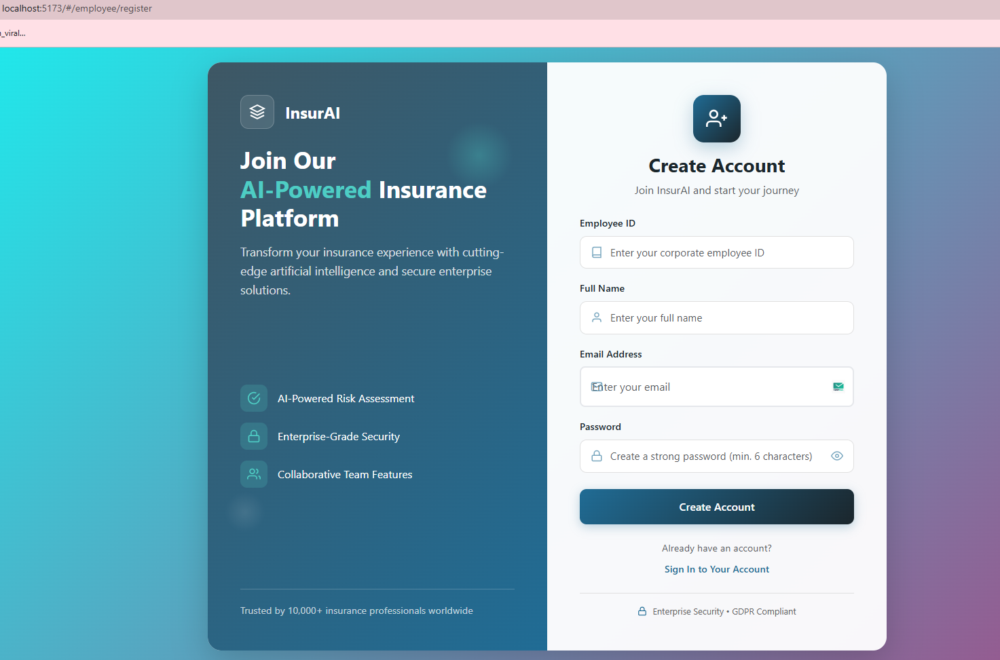 localhost:5173/#/employee/register
_viral...
InsurAI
Join Our
AI-Powered Insurance
Platform
Transform your insurance experience with cutting-
edge artificial intelligence and secure enterprise
solutions.
AI-Powered Risk Assessment
Enterprise-Grade Security
Collaborative Team Features
Trusted by 10,000+ insurance professionals worldwide
Create Account
Join InsurAI and start your journey
Employee ID
Enter your corporate employee ID
Full Name
Enter your full name
Email Address
Enter your email
Password
Create a strong password (min. 6 characters)
Create Account
Already have an account?
Sign In to Your Account
Enterprise Security • GDPR Compliant